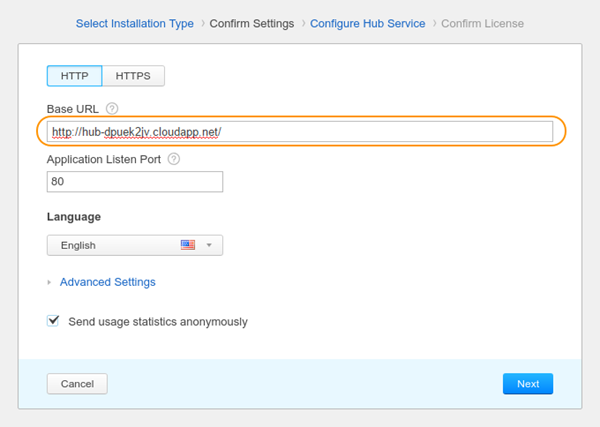 Select Installation Type › Confirm Settings › Configure Hub Service › Confirm License
HTTP HTTPS
Base URL ?
http://hub-dpuek2jv.cloudapp.net/
Application Listen Port ?
80
Language
English
Advanced Settings
Send usage statistics anonymously
Cancel Next